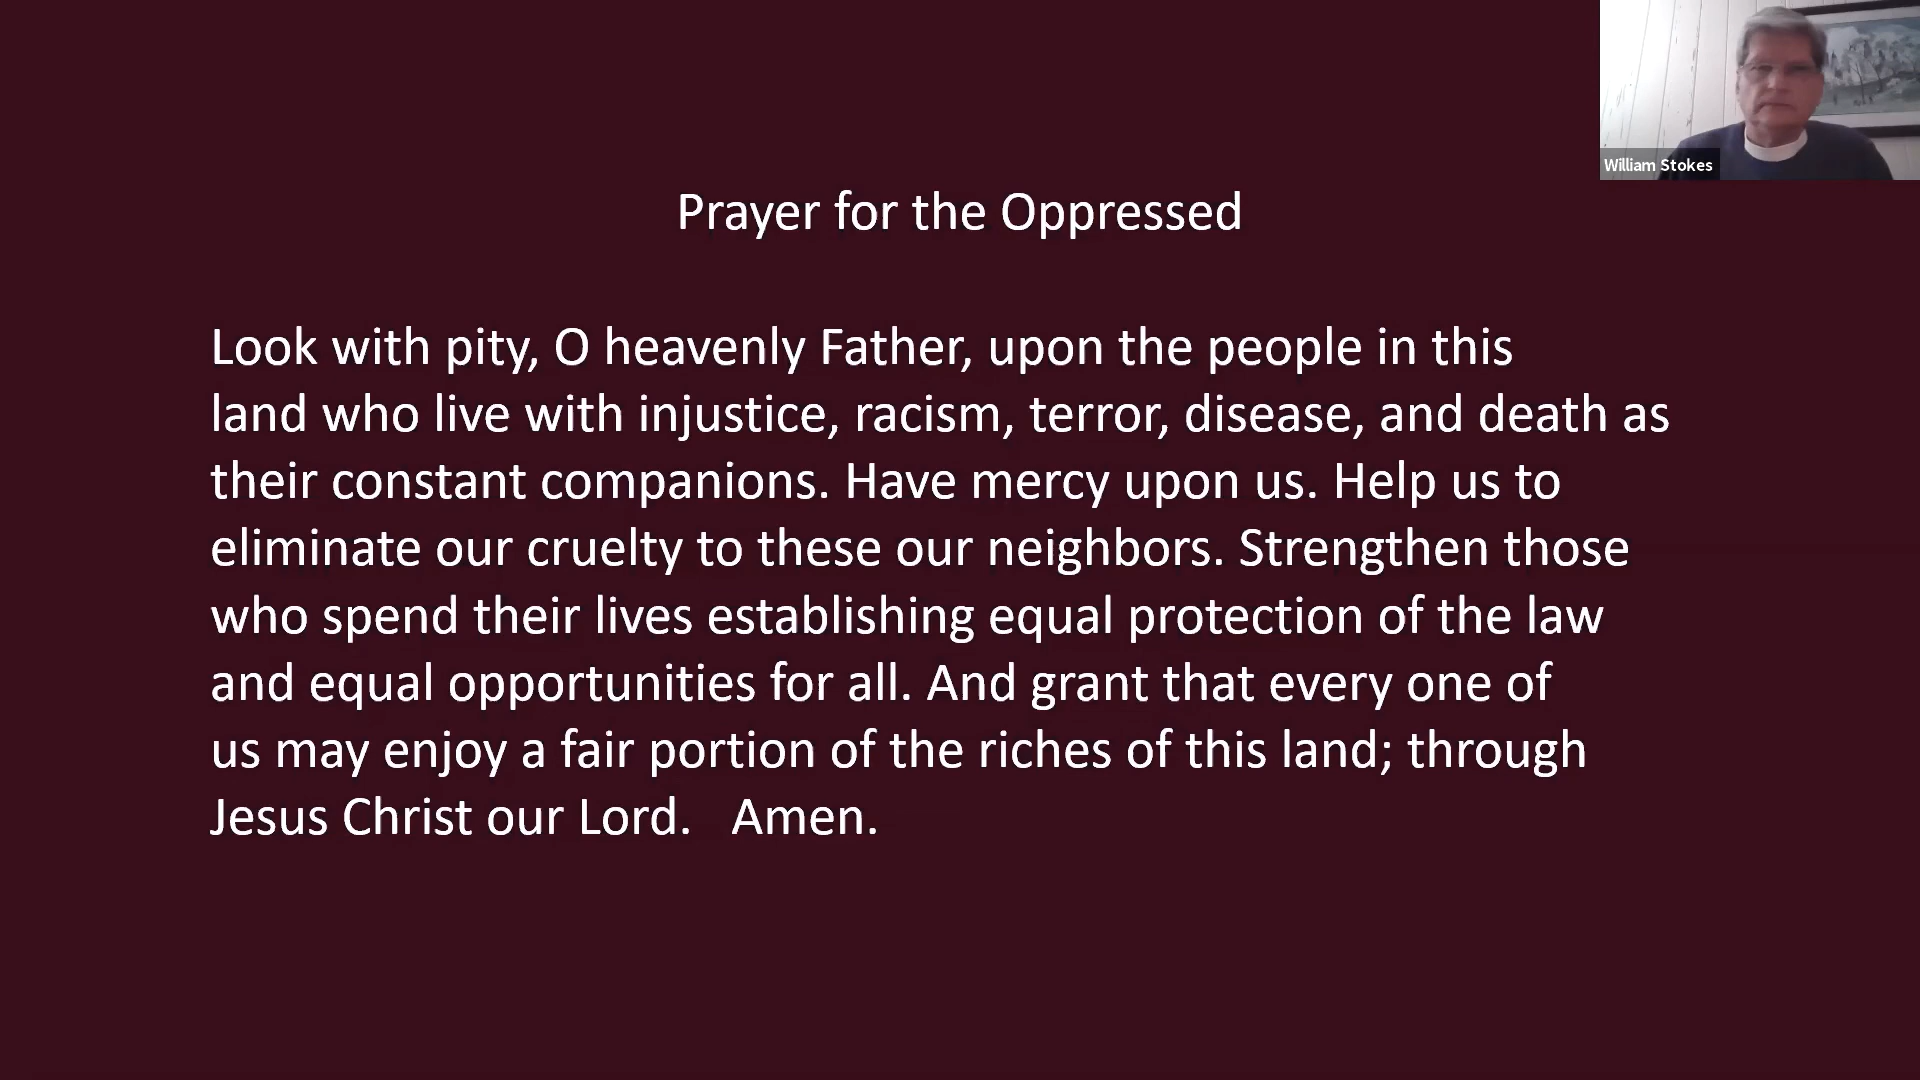 William Stokes
Prayer for the Oppressed
Look with pity, O heavenly Father, upon the people in this
land who live with injustice, racism, terror, disease, and death as
their constant companions. Have mercy upon us. Help us to
eliminate our cruelty to these our neighbors. Strengthen those
who spend their lives establishing equal protection of the law
and equal opportunities for all. And grant that every one of
us may enjoy a fair portion of the riches of this land; through
Jesus Christ our Lord.   Amen.